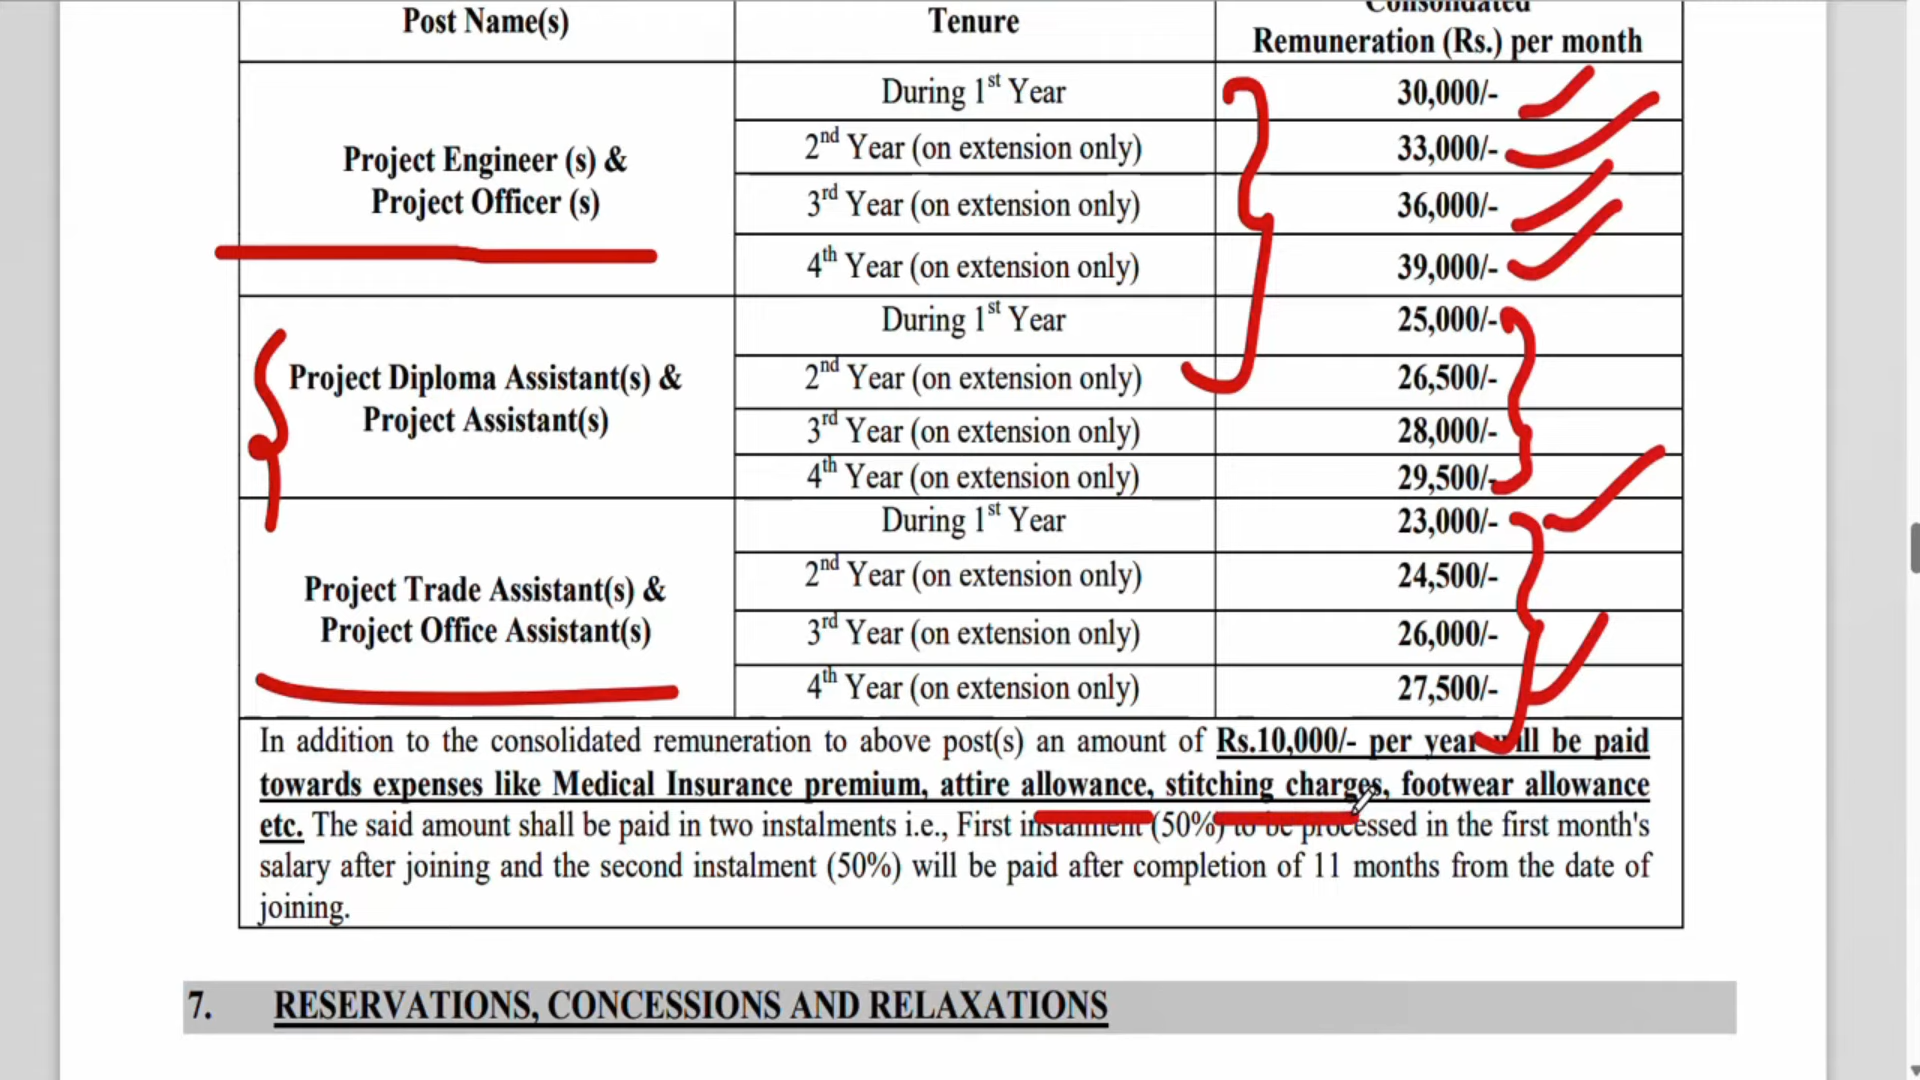 Post Name(s) Tenure Consolidated
Remuneration (Rs.) per month
Project Engineer (s) &
Project Officer (s)
During 1st Year 30,000/-
2nd Year (on extension only) 33,000/-
3rd Year (on extension only) 36,000/-
4th Year (on extension only) 39,000/-
Project Diploma Assistant(s) &
Project Assistant(s)
During 1st Year 25,000/-
2nd Year (on extension only) 26,500/-
3rd Year (on extension only) 28,000/-
4th Year (on extension only) 29,500/-
Project Trade Assistant(s) &
Project Office Assistant(s)
During 1st Year 23,000/-
2nd Year (on extension only) 24,500/-
3rd Year (on extension only) 26,000/-
4th Year (on extension only) 27,500/-
In addition to the consolidated remuneration to above post(s) an amount of Rs.10,000/- per year will be paid
towards expenses like Medical Insurance premium, attire allowance, stitching charges, footwear allowance
etc. The said amount shall be paid in two instalments i.e., First instalment (50%) to be processed in the first month's
salary after joining and the second instalment (50%) will be paid after completion of 11 months from the date of
joining.
7. RESERVATIONS, CONCESSIONS AND RELAXATIONS